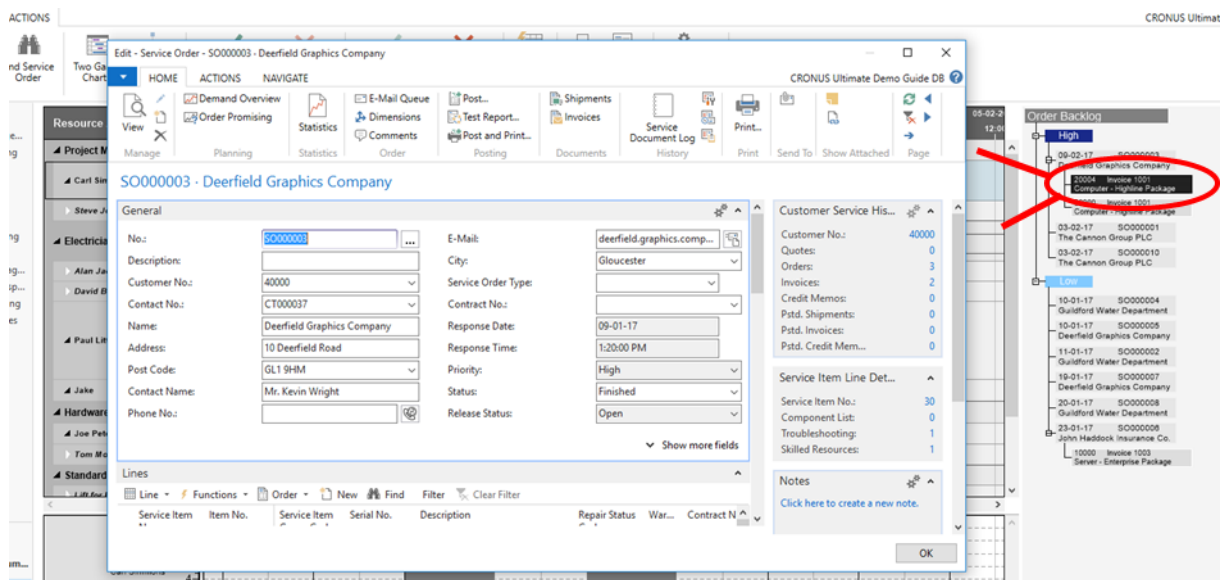 ACTIONS
CRONUS Ultimat
nd Service
Order
Two Ga
Chart
Edit - Service Order - SO000003 · Deerfield Graphics Company
HOME ACTIONS NAVIGATE
CRONUS Ultimate Demo Guide DB
View
Manage
Demand Overview
Order Promising
Planning
Statistics
Statistics
E-Mail Queue
Dimensions
Comments
Order
Post...
Test Report...
Post and Print...
Posting
Shipments
Invoices
Documents
Service
Document Log
History
Print...
Print
Send To
Show Attached
Page
SO000003 · Deerfield Graphics Company
General
No.: SO000003
Description:
Customer No.: 40000
Contact No.: CT000037
Name: Deerfield Graphics Company
Address: 10 Deerfield Road
Post Code: GL1 9HM
Contact Name: Mr. Kevin Wright
Phone No.:
E-Mail: deerfield.graphics.comp...
City: Gloucester
Service Order Type:
Contract No.:
Response Date: 09-01-17
Response Time: 1:20:00 PM
Priority: High
Status: Finished
Release Status: Open
Show more fields
Lines
Line Functions Order New Find Filter Clear Filter
Service Item Item No. Service Item Serial No. Description Repair Status War... Contract N
Customer Service His...
Customer No.: 40000
Quotes: 0
Orders: 3
Invoices: 2
Credit Memos: 0
Pstd. Shipments: 0
Pstd. Invoices: 0
Pstd. Credit Mem... 0
Service Item Line Det...
Service Item No.: 30
Component List: 0
Troubleshooting: 1
Skilled Resources: 1
Notes
Click here to create a new note.
OK
Resource
Project M
Carl Sim
Steve Jo
Electricia
Alan Ja
David B
Paul Lit
Jake
Hardware
Joe Pet
Tom Mo
Standard
05-02-2
12:0
Order Backlog
High
09-02-17 SO000003
Deerfield Graphics Company
20004 Invoice 1001
Computer - Highline Package
Invoice 1001
Computer - Highline Package
03-02-17 SO000001
The Cannon Group PLC
03-02-17 SO000010
The Cannon Group PLC
Low
10-01-17 SO000004
Guildford Water Department
10-01-17 SO000005
Deerfield Graphics Company
11-01-17 SO000002
Guildford Water Department
19-01-17 SO000007
Deerfield Graphics Company
20-01-17 SO000008
Guildford Water Department
23-01-17 SO000006
John Haddock Insurance Co.
10000 Invoice 1003
Server - Enterprise Package